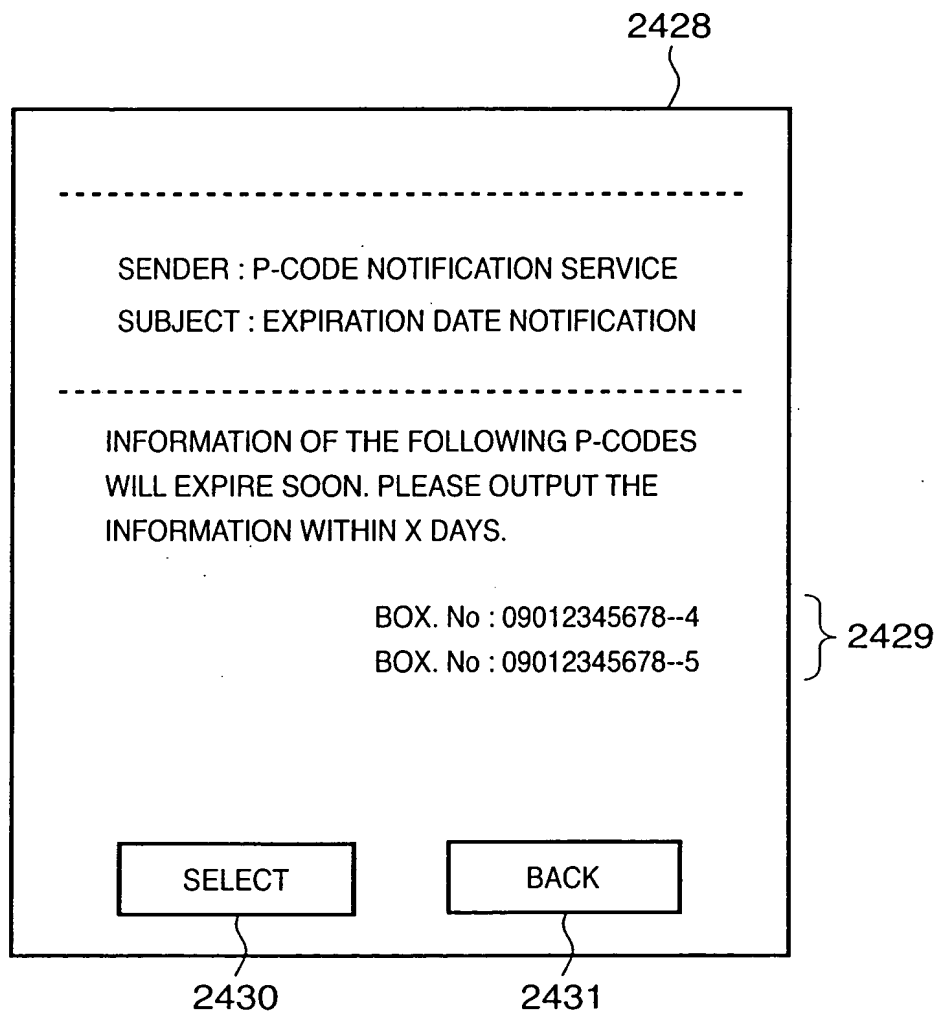 2428
SENDER : P-CODE NOTIFICATION SERVICE
SUBJECT : EXPIRATION DATE NOTIFICATION
INFORMATION OF THE FOLLOWING P-CODES
WILL EXPIRE SOON. PLEASE OUTPUT THE
INFORMATION WITHIN X DAYS.
BOX. No : 09012345678--4
BOX. No : 09012345678--5
2429
SELECT
BACK
2430
2431